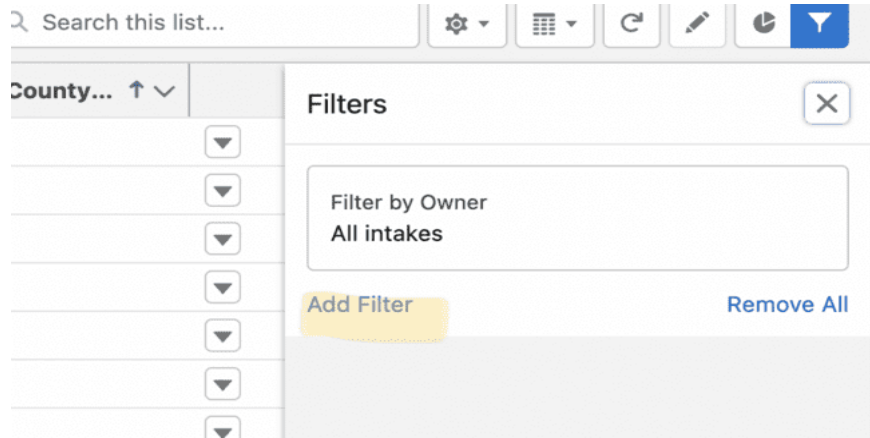 Search this list...
County...
Filters
Filter by Owner
All intakes
Add Filter
Remove All